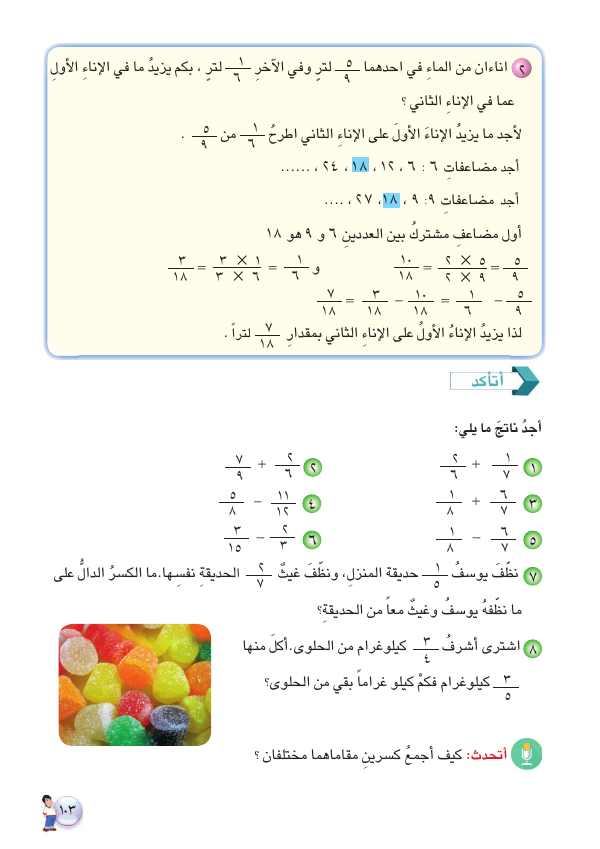 ٢ اناءان من الماءِ في احدهما ٥/٩ لترٍ وفي الآخرِ ١/٦ لترٍ ، بكم يزيدُ ما في الإناءِ الأولِ
عما في الإناءِ الثاني ؟
لأجد ما يزيدُ الإناءَ الأولَ على الإناءِ الثاني اطرحُ ١/٦ من ٥/٩ .
أجد مضاعفاتِ ٦ : ٦ ، ١٢ ، ١٨ ، ٢٤ ، ......
أجد مضاعفاتِ ٩: ٩ ، ١٨، ٢٧ ، ....
أول مضاعفٍ مشتركُ بين العددينِ ٦ و ٩ هو ١٨
٥/٩ = ٥ × ٢/٩ × ٢ = ١٠/١٨ و ١/٦ = ١ × ٣/٦ × ٣ = ٣/١٨
٥/٩ − ١/٦ = ١٠/١٨ − ٣/١٨ = ٧/١٨
لذا يزيدُ الإناءُ الأولُ على الإناءِ الثاني بمقدارِ ٧/١٨ لتراً .
أتأكد
أجدُ ناتجَ ما يلي:
١ ١/٧ + ٢/٦ ٢ ٢/٦ + ٧/٩
٣ ٦/٧ + ١/٨ ٤ ١١/١٢ − ٥/٨
٥ ٦/٧ − ١/٨ ٦ ٢/٣ − ٣/١٥
٧ نظّفَ يوسفُ ١/٥ حديقة المنزلِ، ونظّفَ غيثٌ ٢/٧ الحديقةِ نفسِها،ما الكسرُ الدالُّ على
ما نظّفهُ يوسفُ وغيثٌ معاً من الحديقةِ؟
٨ اشترى أشرفُ ٣/٤ كيلوغرام من الحلوى.أكلَ منها
٣/٥ كيلوغرام فكمْ كيلو غراماً بقي من الحلوى؟
أتحدث: كيف أجمعُ كسرينِ مقاماهما مختلفان ؟
١٠٣